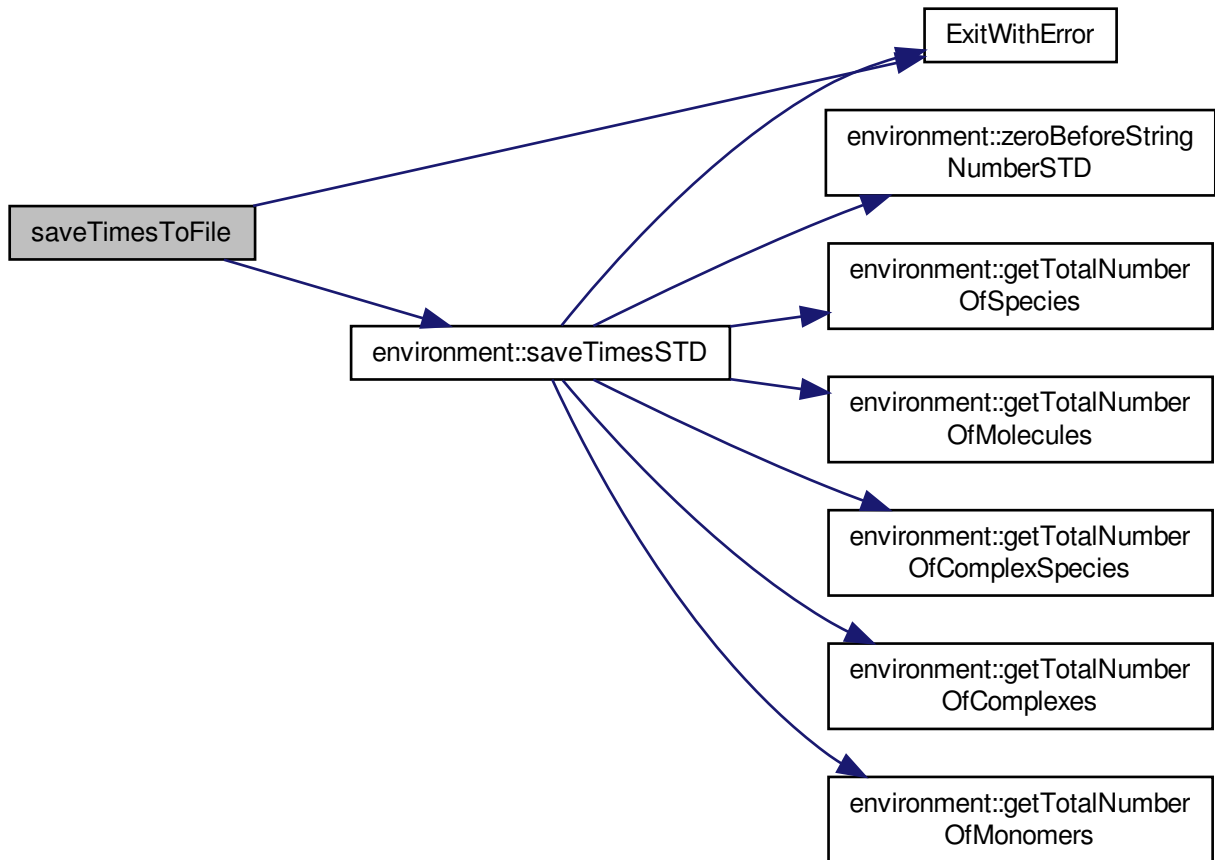 ExitWithError
environment::zeroBeforeString
NumberSTD
saveTimesToFile
environment::getTotalNumber
OfSpecies
environment::saveTimesSTD
environment::getTotalNumber
OfMolecules
environment::getTotalNumber
OfComplexSpecies
environment::getTotalNumber
OfComplexes
environment::getTotalNumber
OfMonomers